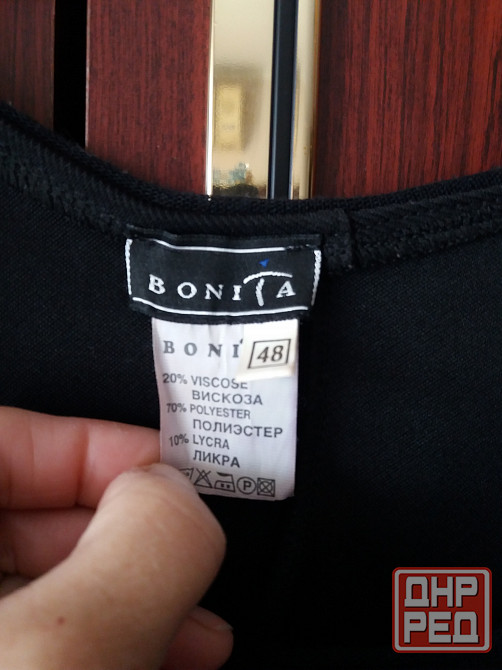 BONITA
BONI
48
20% VISCOSE
ВИСКОЗА
70% POLYESTER
ПОЛИЭСТЕР
10% LYCRA
ЛИКРА
P
ДНР
РЕД